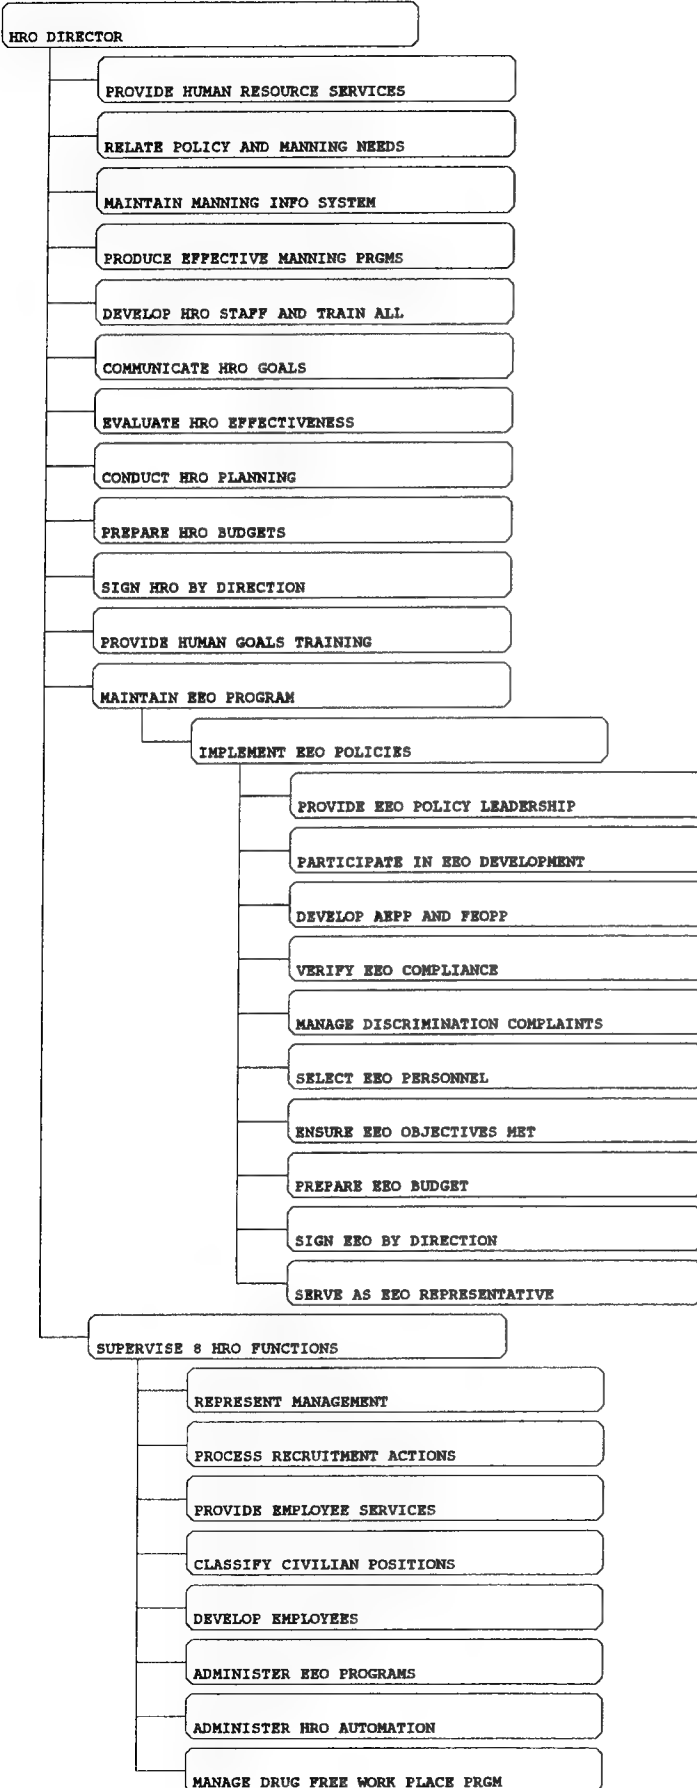 HRO DIRECTOR
PROVIDE HUMAN RESOURCE SERVICES
RELATE POLICY AND MANNING NEEDS
MAINTAIN MANNING INFO SYSTEM
PRODUCE EFFECTIVE MANNING PRGMS
DEVELOP HRO STAFF AND TRAIN ALL
COMMUNICATE HRO GOALS
EVALUATE HRO EFFECTIVENESS
CONDUCT HRO PLANNING
PREPARE HRO BUDGETS
SIGN HRO BY DIRECTION
PROVIDE HUMAN GOALS TRAINING
MAINTAIN EEO PROGRAM
IMPLEMENT EEO POLICIES
PROVIDE EEO POLICY LEADERSHIP
PARTICIPATE IN EEO DEVELOPMENT
DEVELOP AEPP AND FEOPP
VERIFY EEO COMPLIANCE
MANAGE DISCRIMINATION COMPLAINTS
SELECT EEO PERSONNEL
ENSURE EEO OBJECTIVES MET
PREPARE EEO BUDGET
SIGN EEO BY DIRECTION
SERVE AS EEO REPRESENTATIVE
SUPERVISE 8 HRO FUNCTIONS
REPRESENT MANAGEMENT
PROCESS RECRUITMENT ACTIONS
PROVIDE EMPLOYEE SERVICES
CLASSIFY CIVILIAN POSITIONS
DEVELOP EMPLOYEES
ADMINISTER EEO PROGRAMS
ADMINISTER HRO AUTOMATION
MANAGE DRUG FREE WORK PLACE PRGM